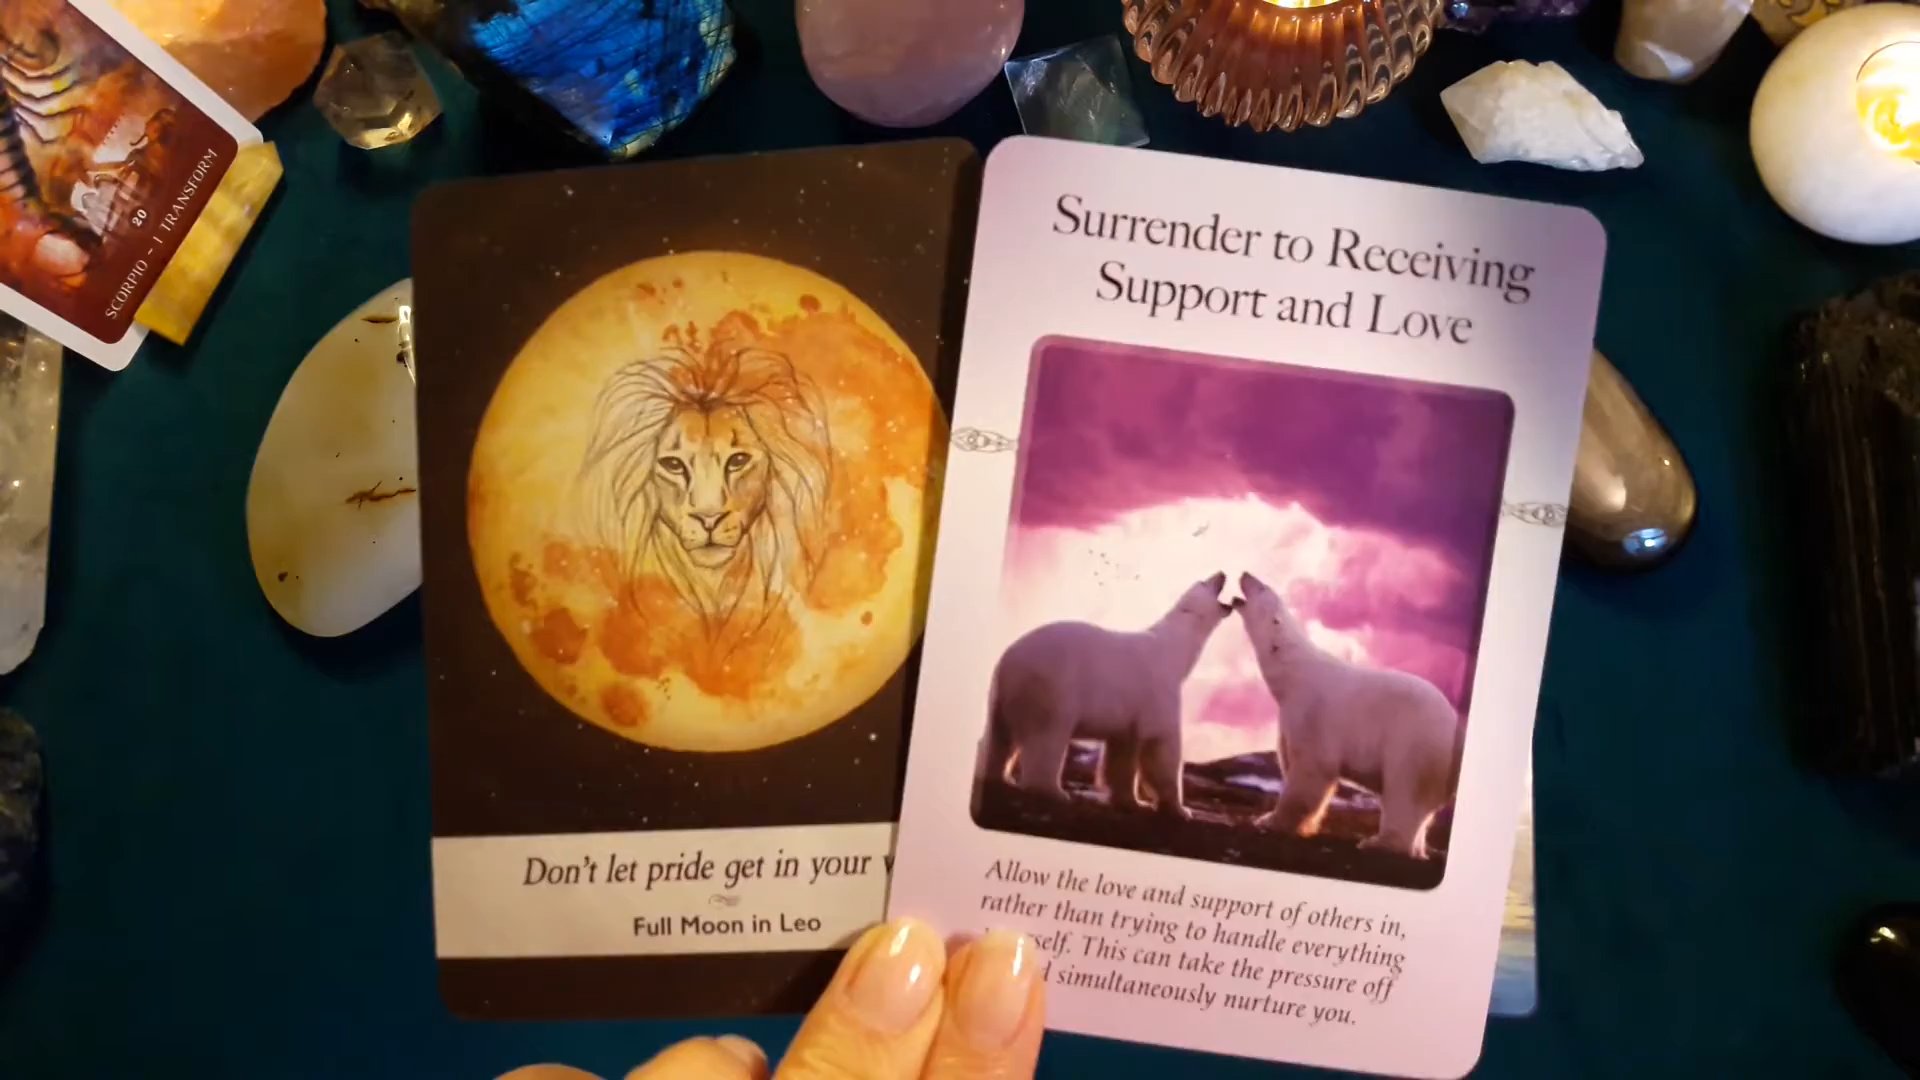 20
SCORPIO ~ I TRANSFORM
Don't let pride get in your
Full Moon in Leo
Surrender to Receiving
Support and Love
Allow the love and support of others in,
rather than trying to handle everything
self. This can take the pressure off
simultaneously nurture you.